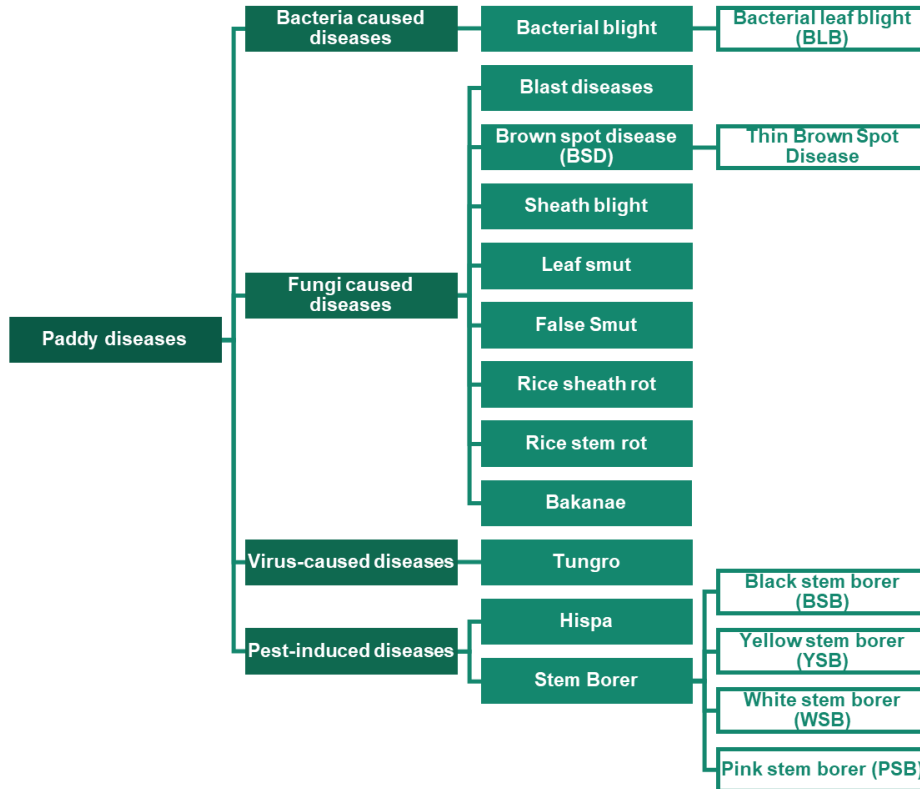 Paddy diseases
Bacteria caused
diseases
Bacterial blight
Bacterial leaf blight
(BLB)
Fungi caused
diseases
Blast diseases
Brown spot disease
(BSD)
Thin Brown Spot
Disease
Sheath blight
Leaf smut
False Smut
Rice sheath rot
Rice stem rot
Bakanae
Virus-caused diseases
Tungro
Pest-induced diseases
Hispa
Stem Borer
Black stem borer
(BSB)
Yellow stem borer
(YSB)
White stem borer
(WSB)
Pink stem borer (PSB)